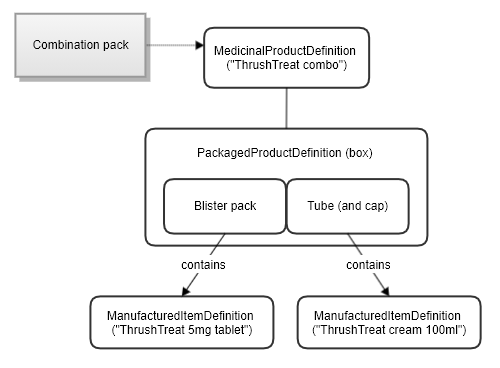 Combination pack
MedicinalProductDefinition
("ThrushTreat combo")
PackagedProductDefinition (box)
Blister pack
Tube (and cap)
contains
contains
ManufacturedItemDefinition
("ThrushTreat 5mg tablet")
ManufacturedItemDefinition
("ThrushTreat cream 100ml")